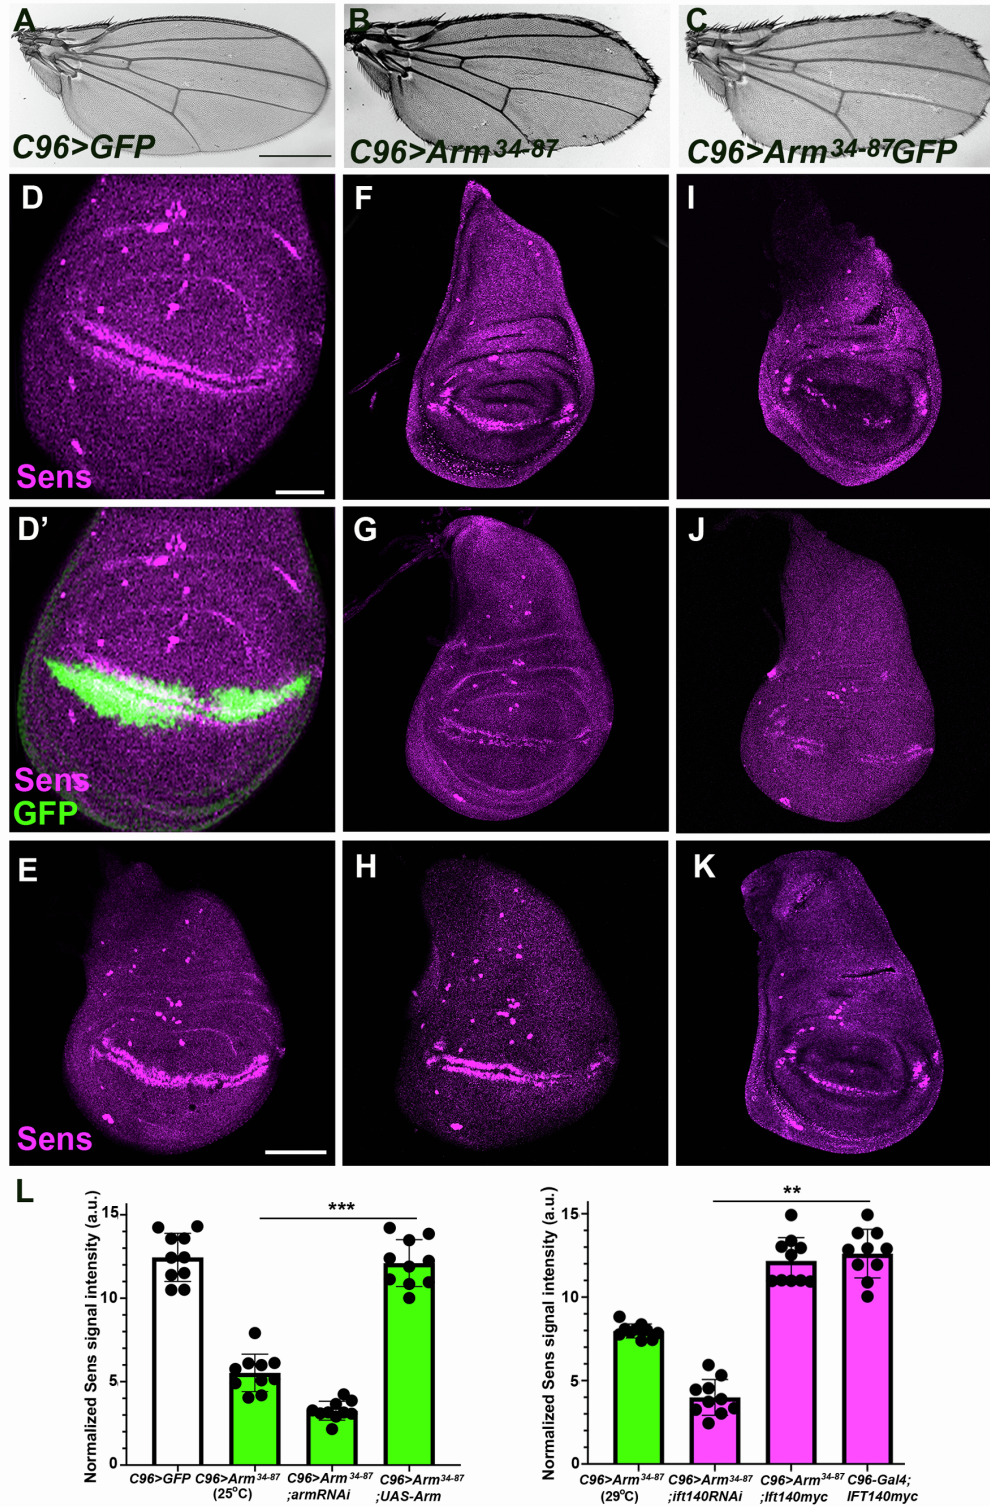 A
C96>GFP
B
C96>Arm³⁴⁻⁸⁷
C
C96>Arm³⁴⁻⁸⁷GFP
D
Sens
F
I
D’
Sens
GFP
G
J
E
Sens
H
K
L
Normalized Sens signal intensity (a.u.)
15
10
5
0
***
C96>GFP
C96>Arm³⁴⁻⁸⁷
(25°C)
C96>Arm³⁴⁻⁸⁷
;armRNAi
C96>Arm³⁴⁻⁸⁷
;UAS-Arm
Normalized Sens signal intensity (a.u.)
15
10
5
0
**
C96>Arm³⁴⁻⁸⁷
(29°C)
C96>Arm³⁴⁻⁸⁷
;ift140RNAi
C96>Arm³⁴⁻⁸⁷
;Ift140myc
C96-Gal4;
IFT140myc